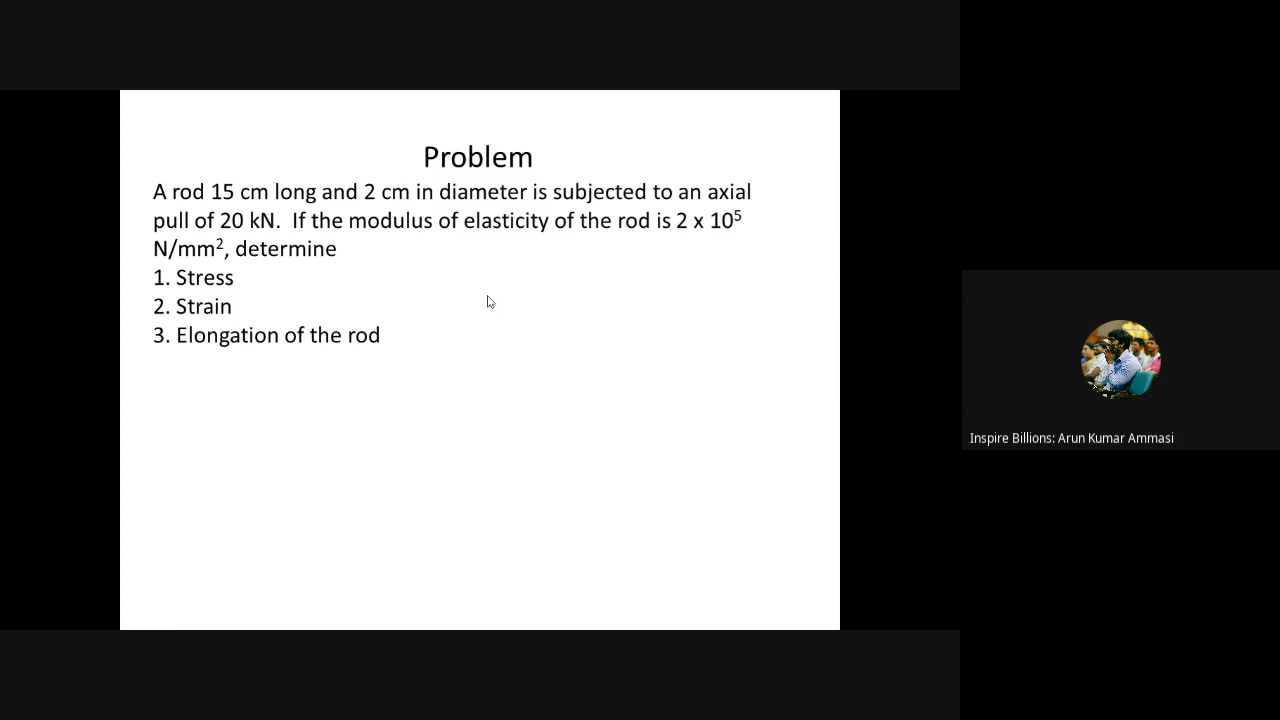 Problem
A rod 15 cm long and 2 cm in diameter is subjected to an axial
pull of 20 kN.  If the modulus of elasticity of the rod is 2 x 10⁵
N/mm², determine
1. Stress
2. Strain
3. Elongation of the rod
Inspire Billions: Arun Kumar Ammasi